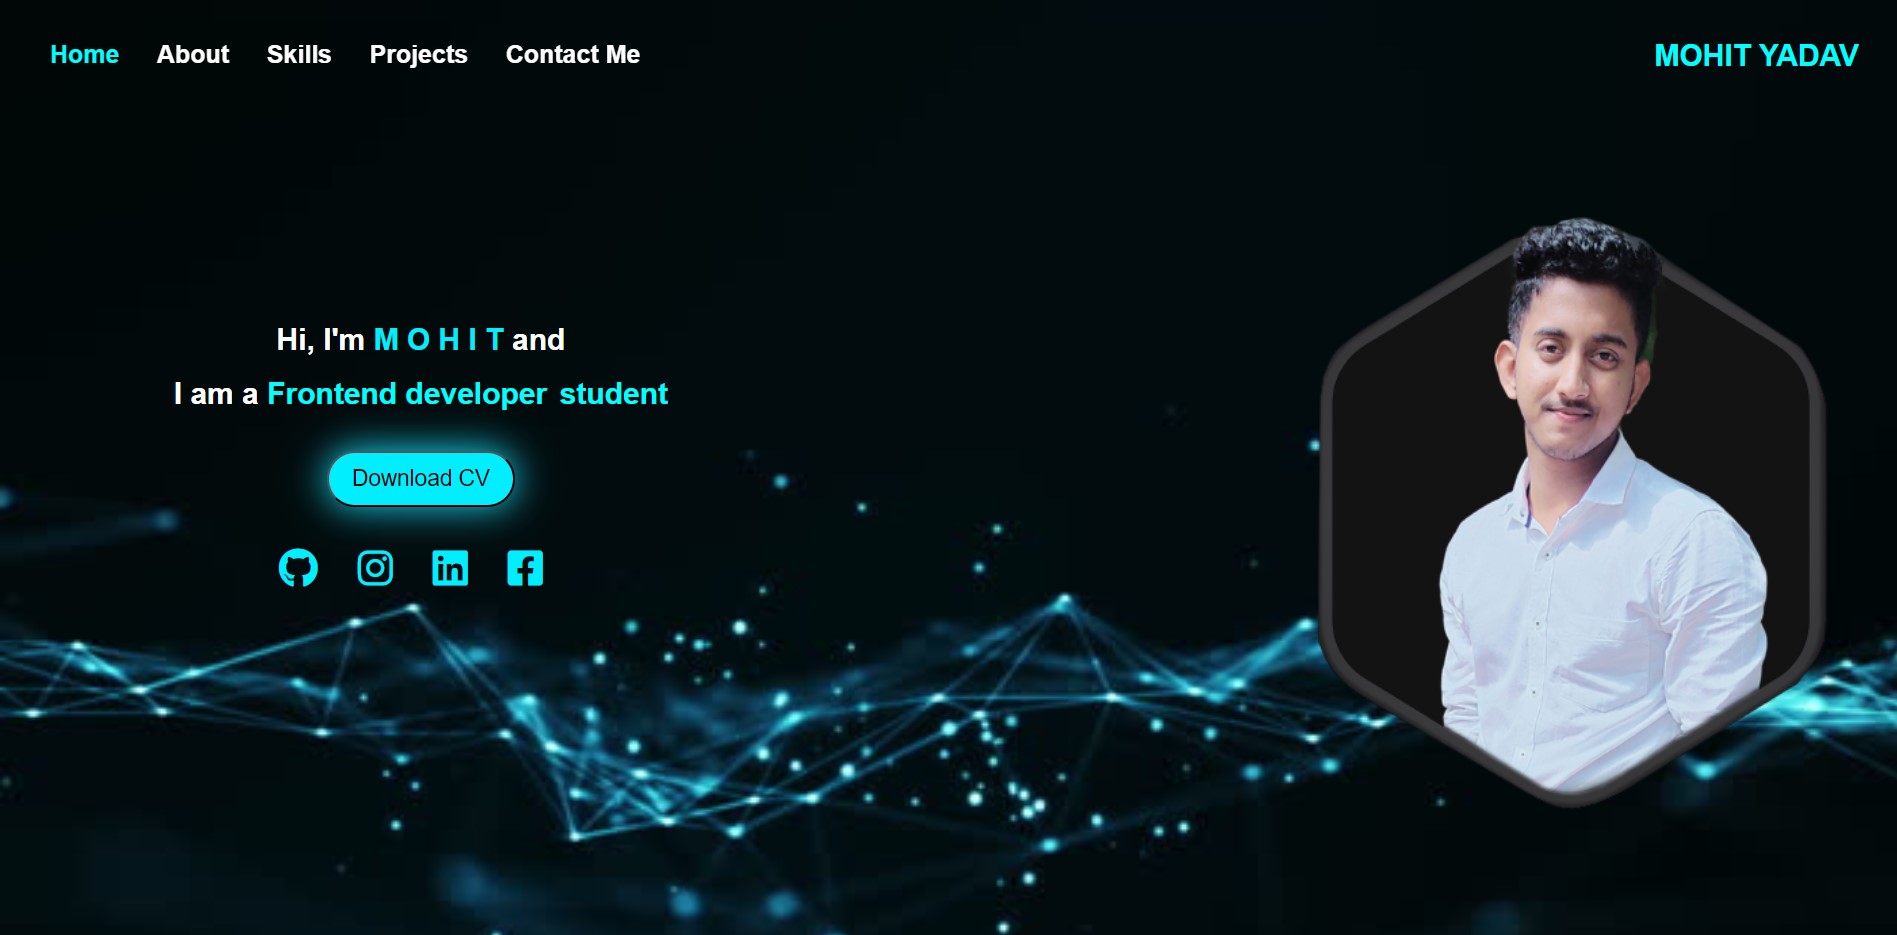 Home About Skills Projects Contact Me MOHIT YADAV
Hi, I'm M O H I T and
I am a Frontend developer student
Download CV